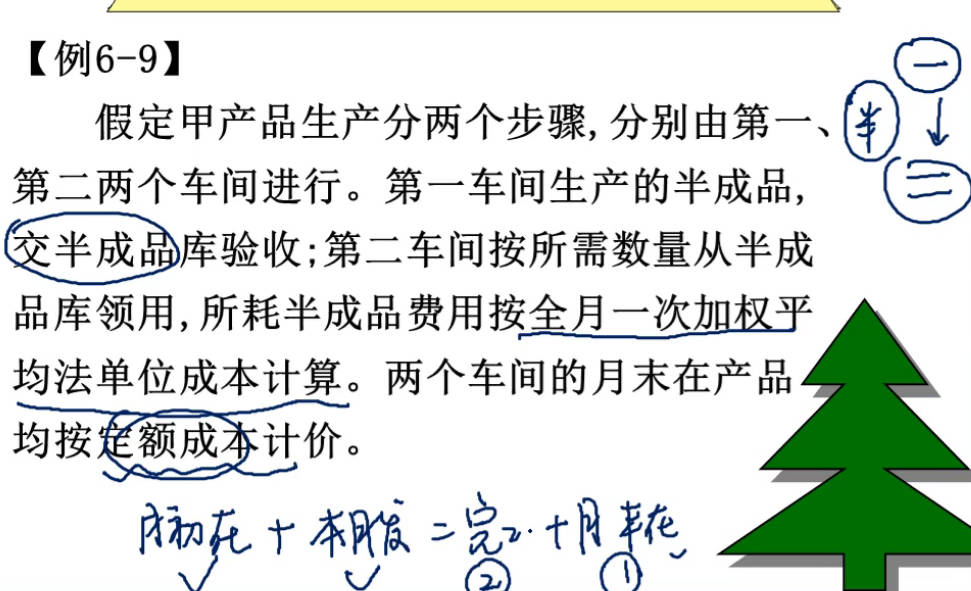 【例6-9】
假定甲产品生产分两个步骤,分别由第一、
第二两个车间进行。第一车间生产的半成品,
交半成品库验收;第二车间按所需数量从半成
品库领用,所耗半成品费用按全月一次加权平
均法单位成本计算。两个车间的月末在产品
均按定额成本计价。
一
半
二
月初在 + 本月发 = 完工 + 月末在
② ①